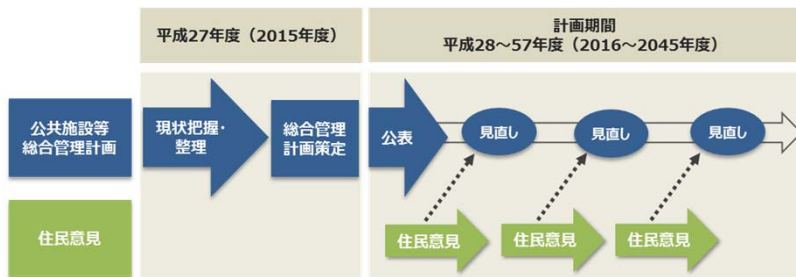 平成27年度（2015年度）
計画期間
平成28～57年度（2016～2045年度）
公共施設等
総合管理計画
現状把握・
整理
総合管理
計画策定
公表
見直し
見直し
見直し
住民意見
住民意見
住民意見
住民意見